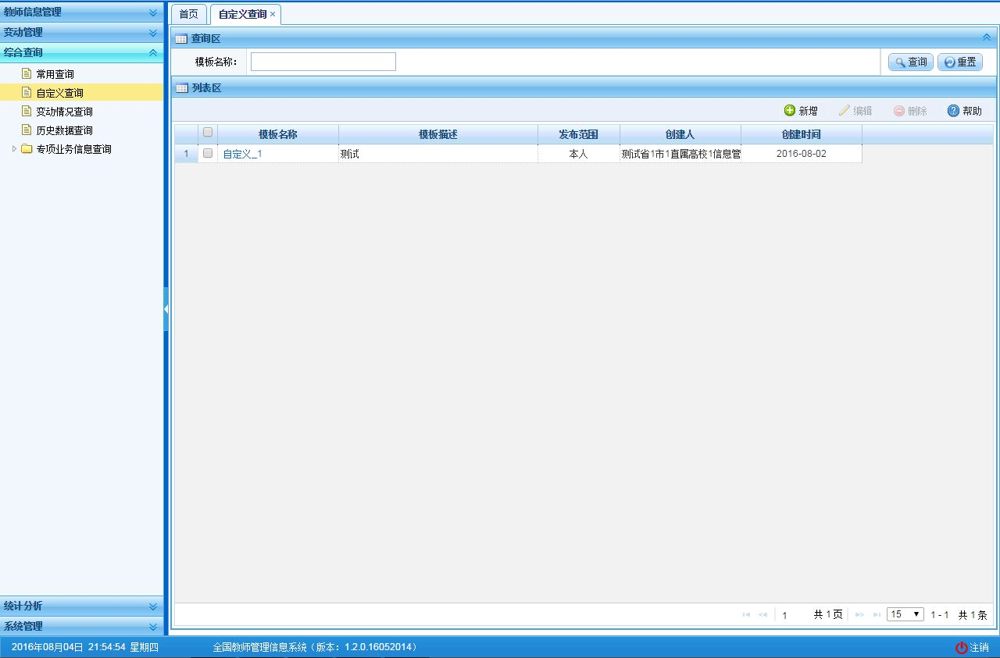 教师信息管理
变动管理
综合查询
常用查询
自定义查询
变动情况查询
历史数据查询
专项业务信息查询
统计分析
系统管理
首页 自定义查询 ×
查询区
模板名称： 查询 重置
列表区
新增 编辑 删除 帮助
模板名称 模板描述 发布范围 创建人 创建时间
1 自定义_1 测试 本人 测试省1市1直属高校1信息管 2016-08-02
1 共 1 页 15 1 - 1 共 1 条
2016年08月04日 21:54:54 星期四 全国教师管理信息系统（版本：1.2.0.16052014） 注销